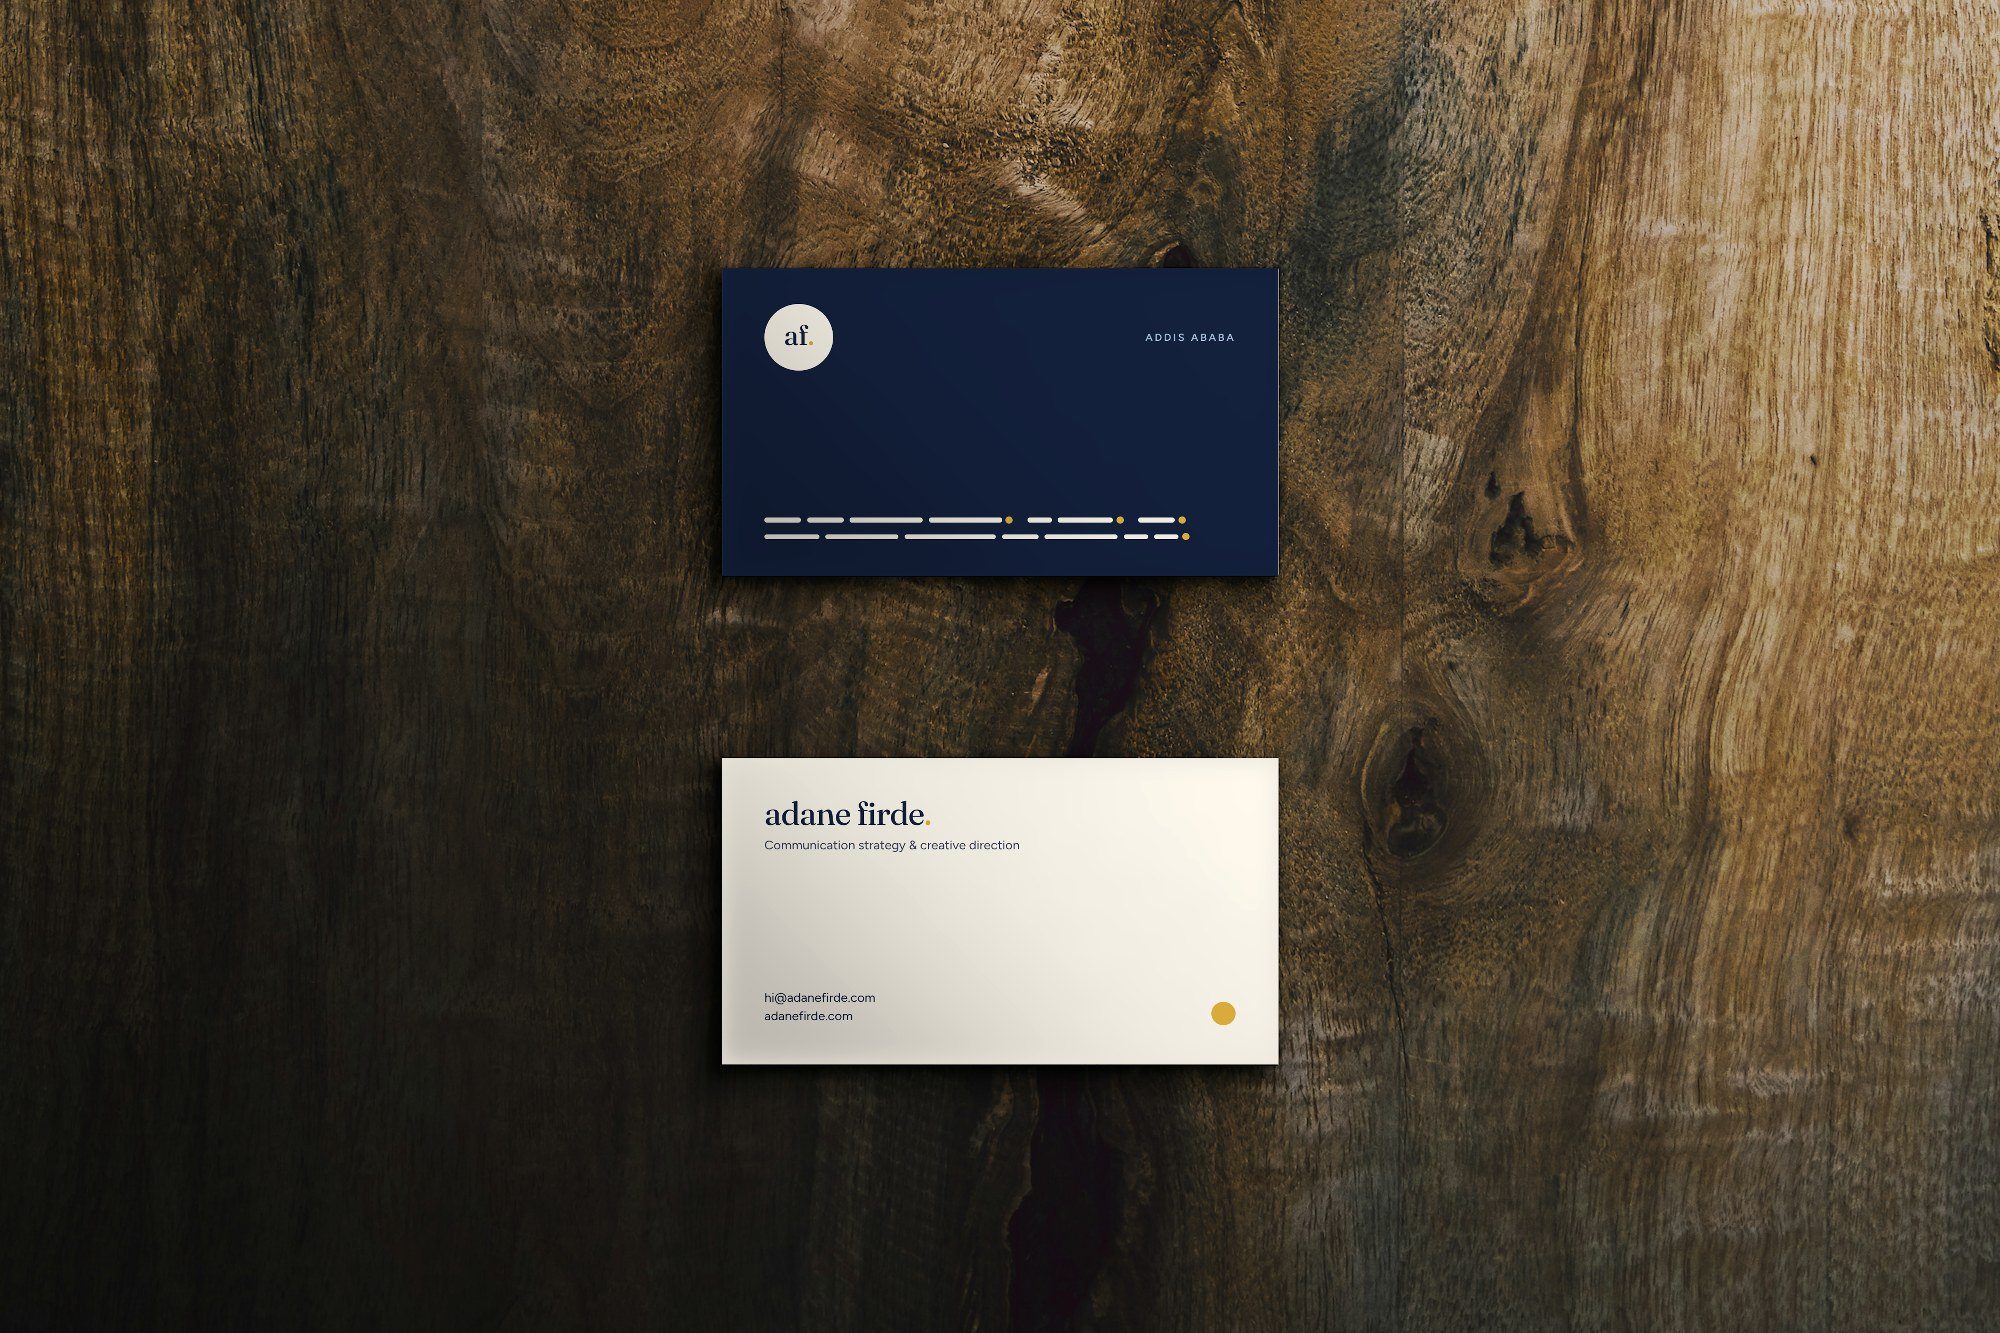 af.
ADDIS ABABA
adane firde.
Communication strategy & creative direction
hi@adanefirde.com
adanefirde.com